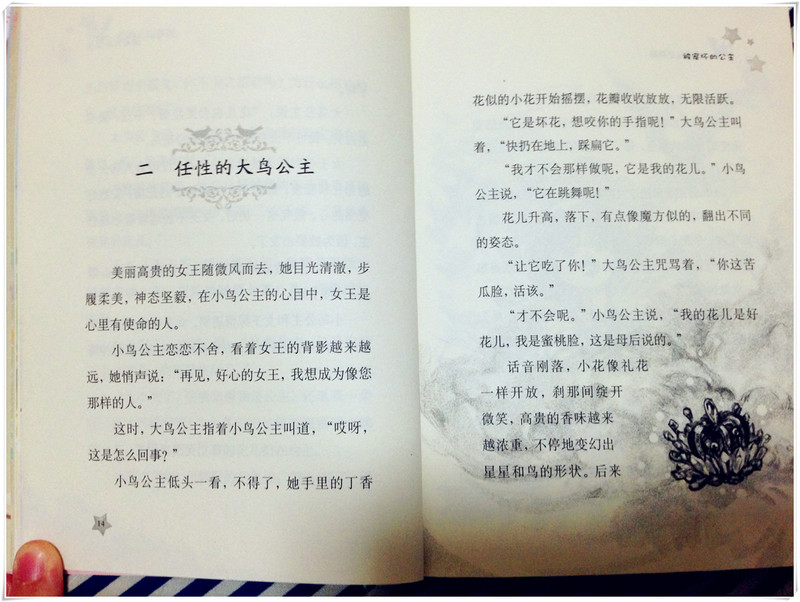 二 任性的大鸟公主
美丽高贵的女王随微风而去，她目光清澈，步
履柔美，神态坚毅，在小鸟公主的心目中，女王是
心里有使命的人。
小鸟公主恋恋不舍，看着女王的背影越来越
远，她悄声说：“再见，好心的女王，我想成为像您
那样的人。”
这时，大鸟公主指着小鸟公主叫道，“哎呀，
这是怎么回事？”
小鸟公主低头一看，不得了，她手里的丁香
14
被宠坏的公主
花似的小花开始摇摆，花瓣收收放放，无限活跃。
“它是坏花，想咬你的手指呢！”大鸟公主叫
着，“快扔在地上，踩扁它。”
“我才不会那样做呢，它是我的花儿。”小鸟
公主说，“它在跳舞呢！”
花儿升高，落下，有点像魔方似的，翻出不同
的姿态。
“让它吃了你！”大鸟公主咒骂着，“你这苦
瓜脸，活该。”
“才不会呢。”小鸟公主说，“我的花儿是好
花儿，我是蜜桃脸，这是母后说的。”
话音刚落，小花像礼花
一样开放，刹那间绽开
微笑，高贵的香味越来
越浓重，不停地变幻出
星星和鸟的形状。后来